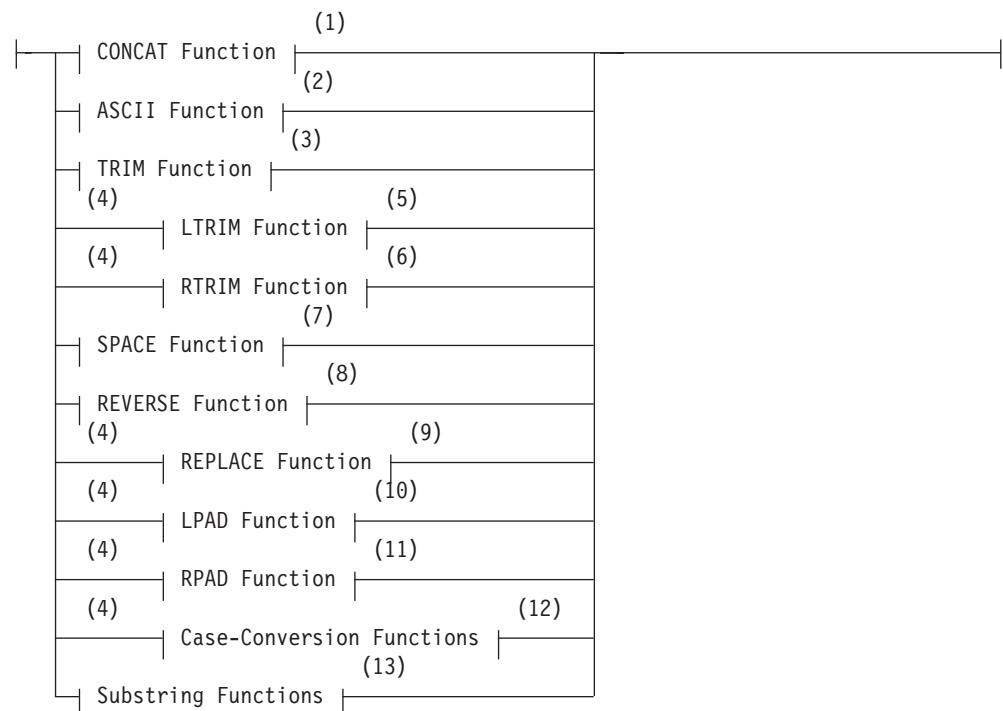 (1)
CONCAT Function
(2)
ASCII Function
(3)
TRIM Function
(4) (5)
LTRIM Function
(4) (6)
RTRIM Function
(7)
SPACE Function
(8)
REVERSE Function
(4) (9)
REPLACE Function
(4) (10)
LPAD Function
(4) (11)
RPAD Function
(4) (12)
Case-Conversion Functions
(13)
Substring Functions